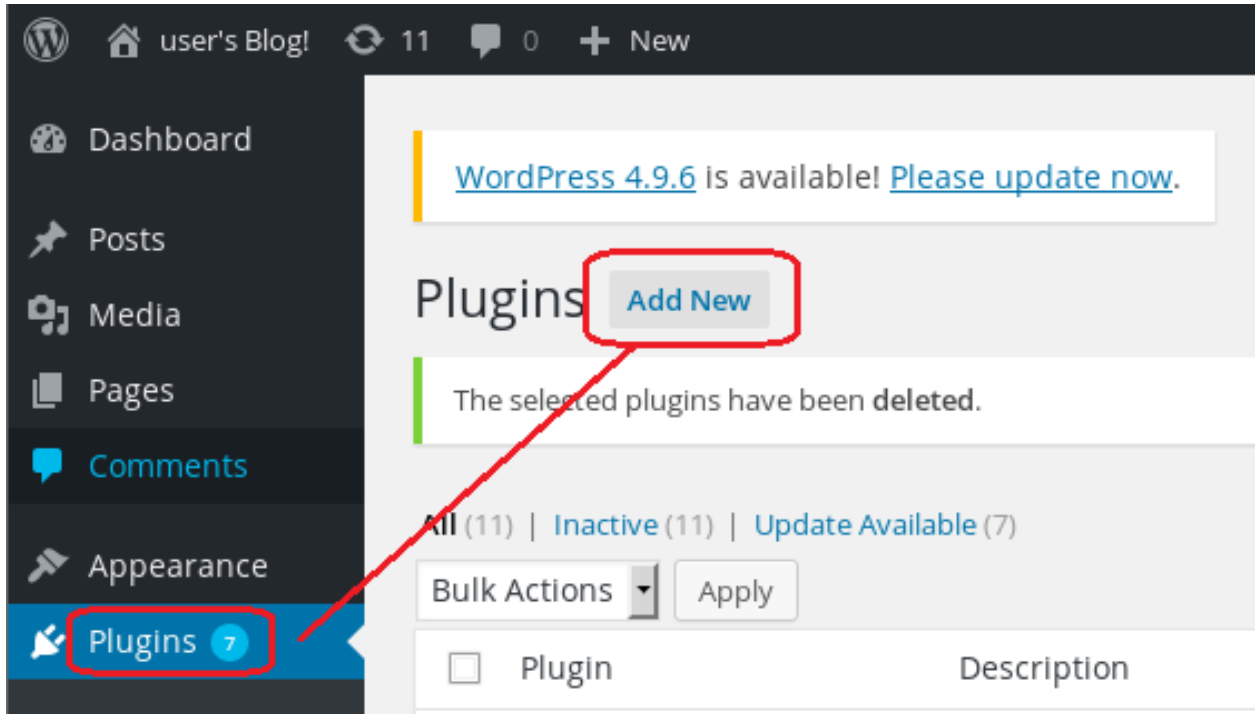 user's Blog! 11 0 + New
Dashboard
Posts
Media
Pages
Comments
Appearance
Plugins 7
WordPress 4.9.6 is available! Please update now.
Plugins Add New
The selected plugins have been deleted.
All (11) | Inactive (11) | Update Available (7)
Bulk Actions Apply
Plugin Description